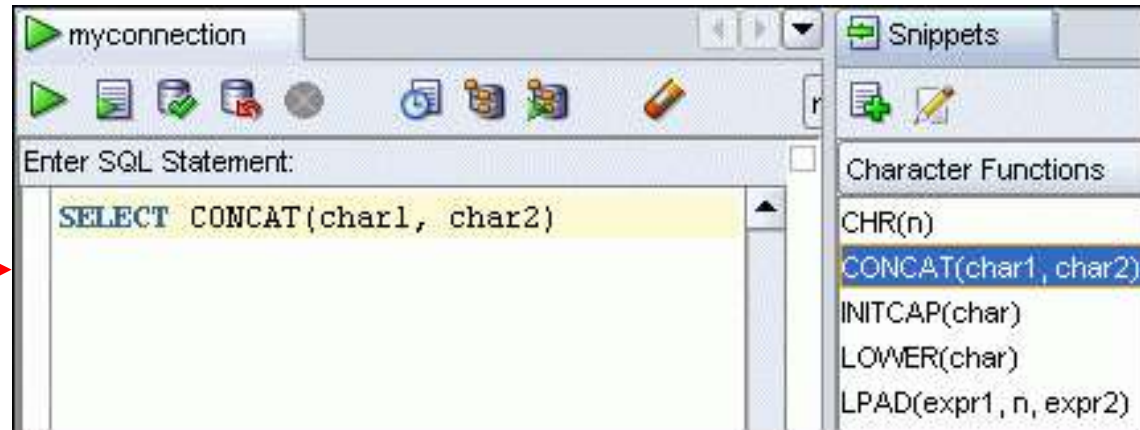 myconnection
Enter SQL Statement:
SELECT CONCAT(char1, char2)
Snippets
Character Functions
CHR(n)
CONCAT(char1, char2)
INITCAP(char)
LOWER(char)
LPAD(expr1, n, expr2)